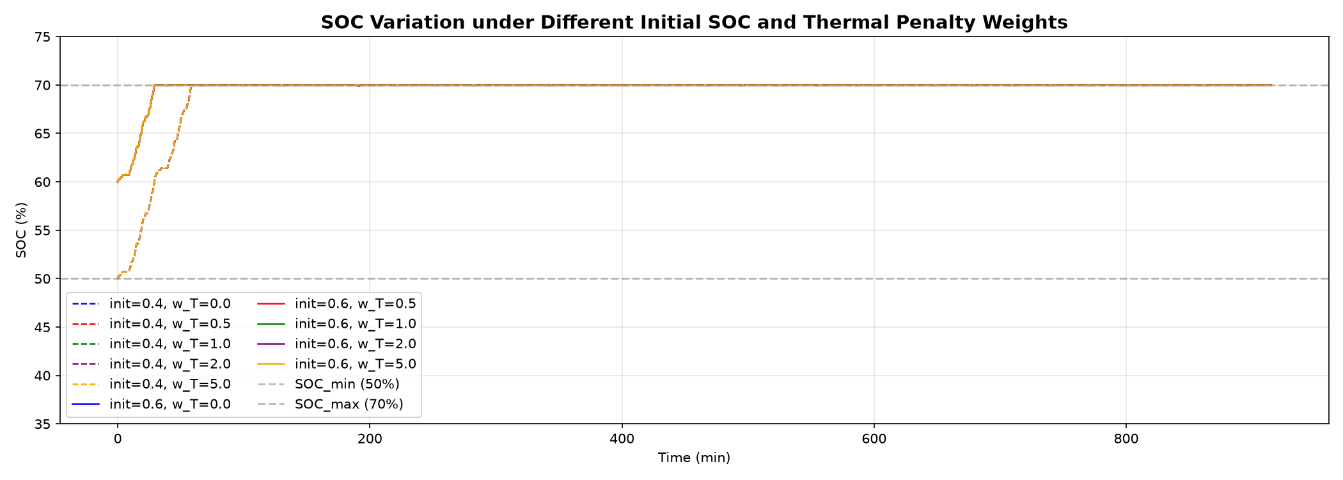 SOC Variation under Different Initial SOC and Thermal Penalty Weights
75
70
65
60
55
50
45
40
35
SOC (%)
init=0.4, w_T=0.0
init=0.4, w_T=0.5
init=0.4, w_T=1.0
init=0.4, w_T=2.0
init=0.4, w_T=5.0
init=0.6, w_T=0.0
init=0.6, w_T=0.5
init=0.6, w_T=1.0
init=0.6, w_T=2.0
init=0.6, w_T=5.0
SOC_min (50%)
SOC_max (70%)
0 200 400 600 800
Time (min)